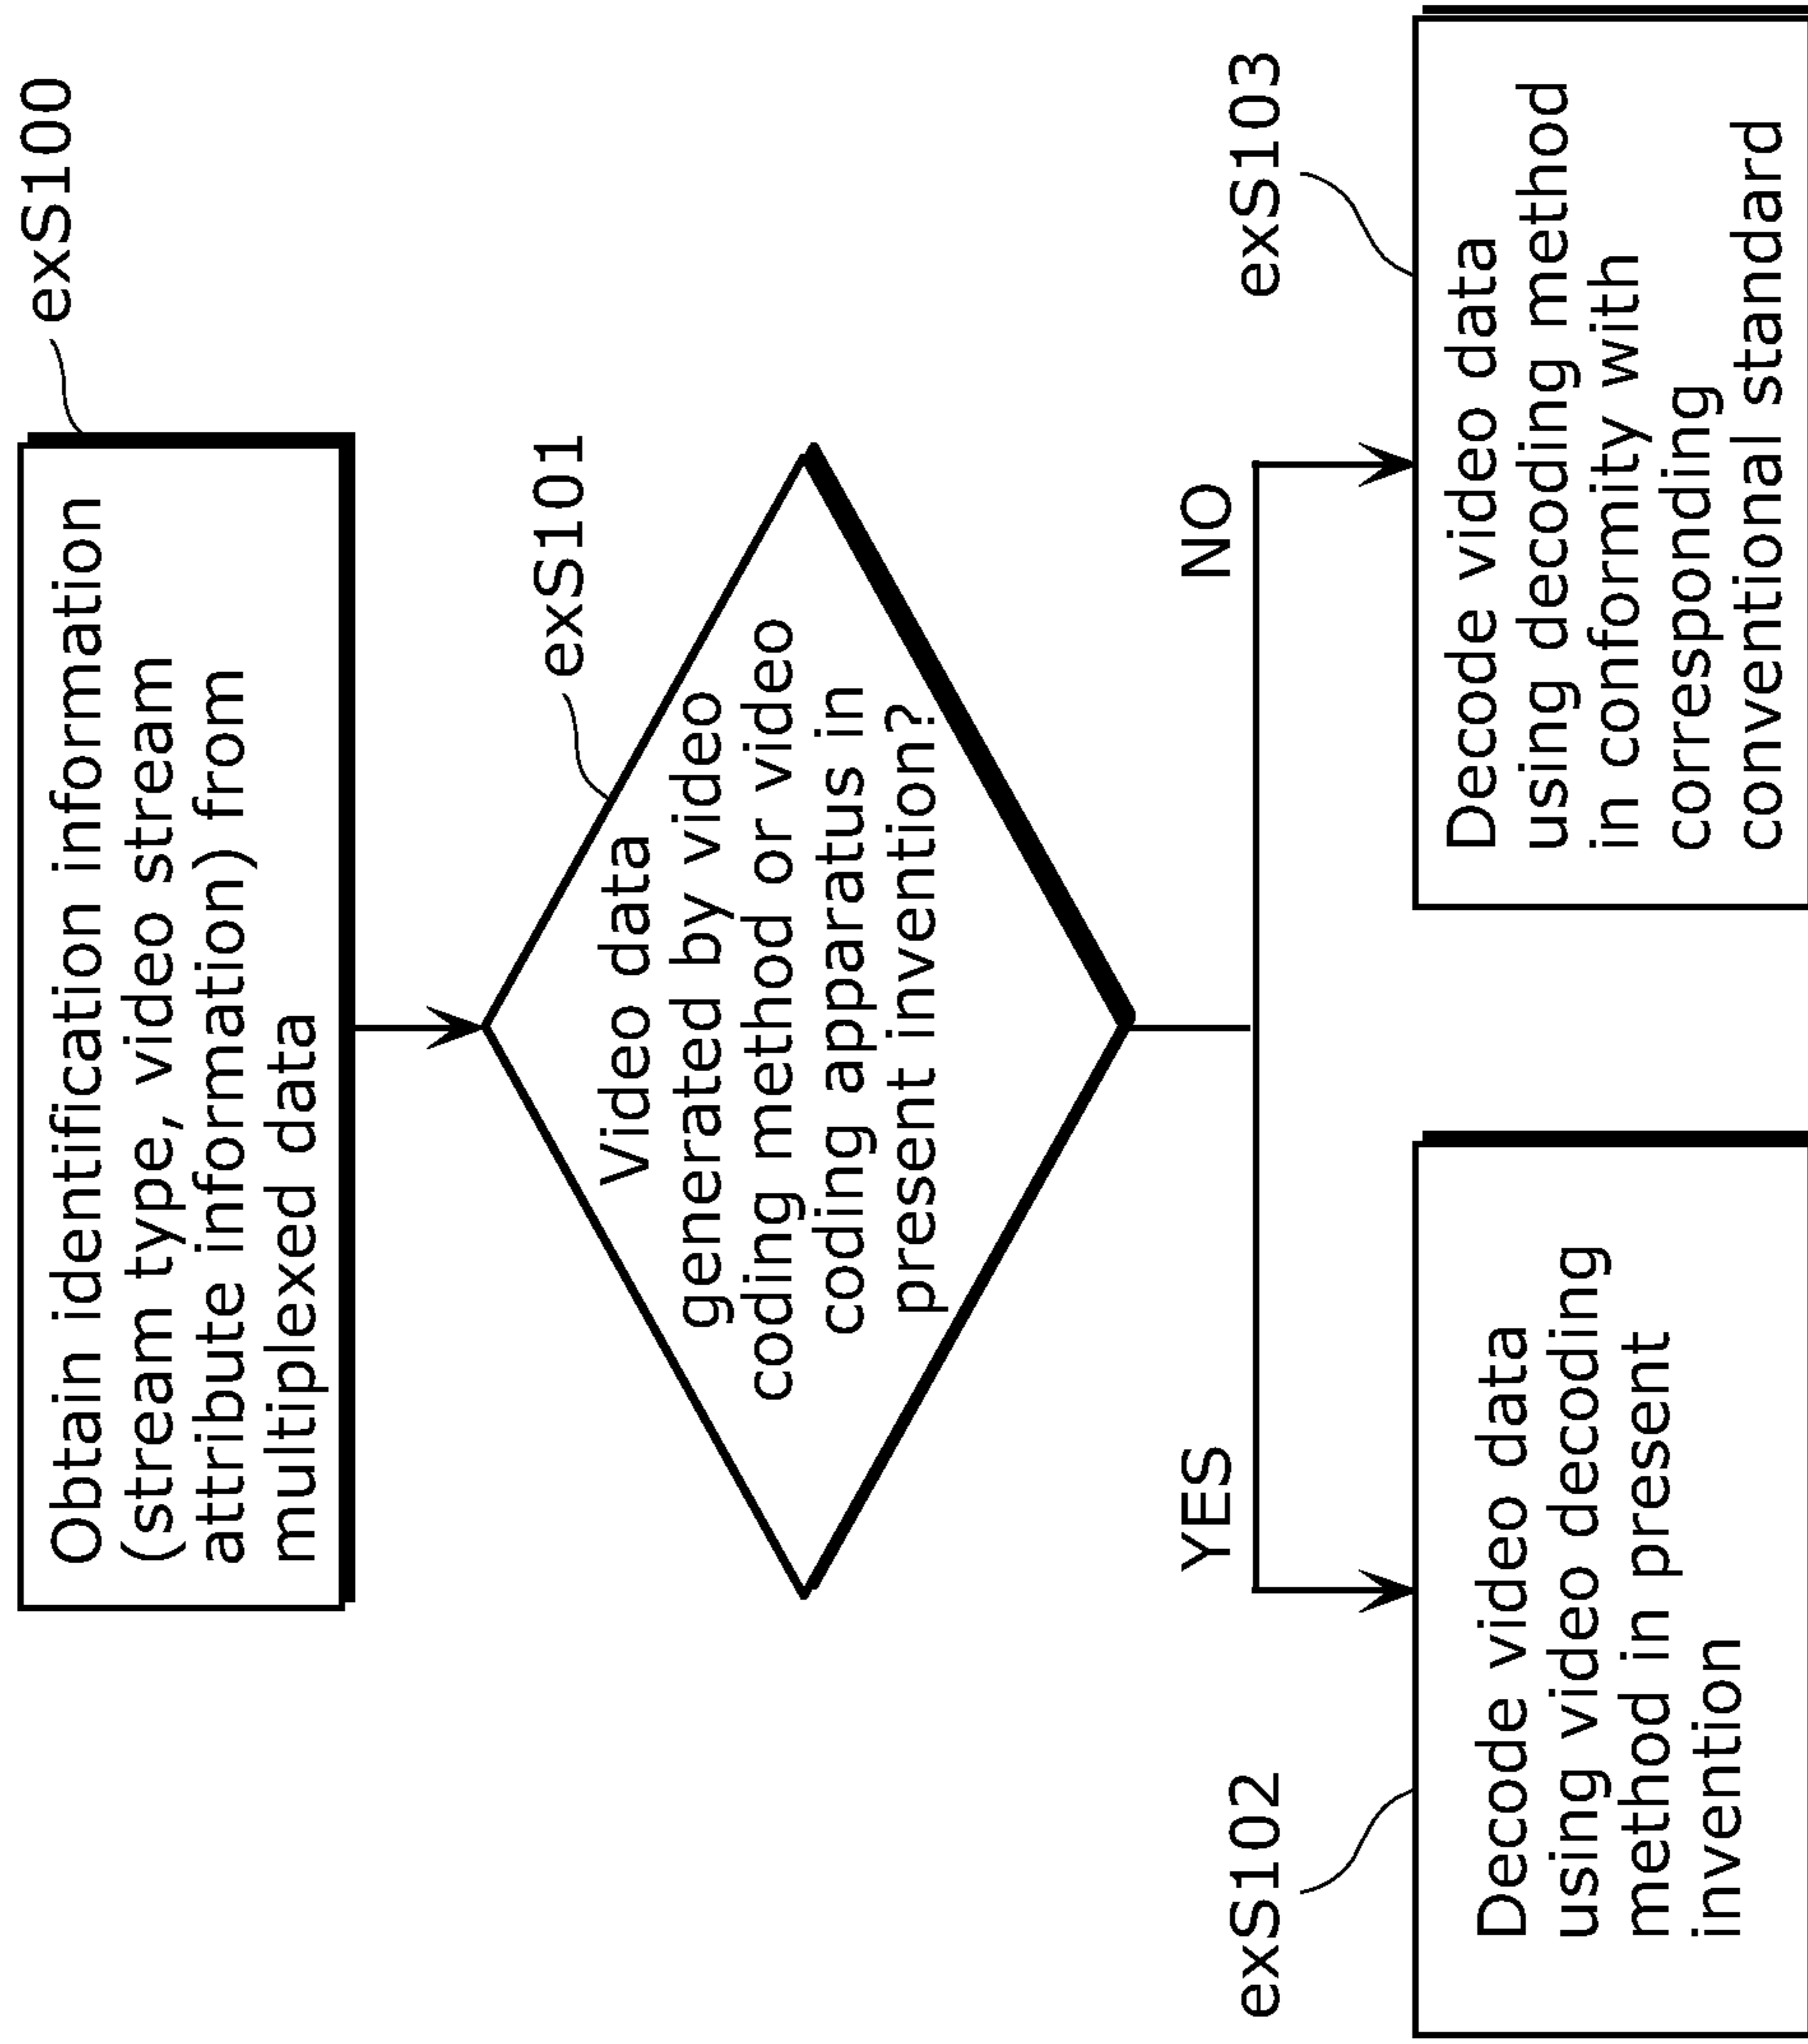 exS100
Obtain identification information
(stream type, video stream
attribute information) from
multiplexed data
exS101
Video data
generated by video
coding method or video
coding apparatus in
present invention?
YES
NO
exS102
Decode video data
using video decoding
method in present
invention
exS103
Decode video data
using decoding method
in conformity with
corresponding
conventional standard